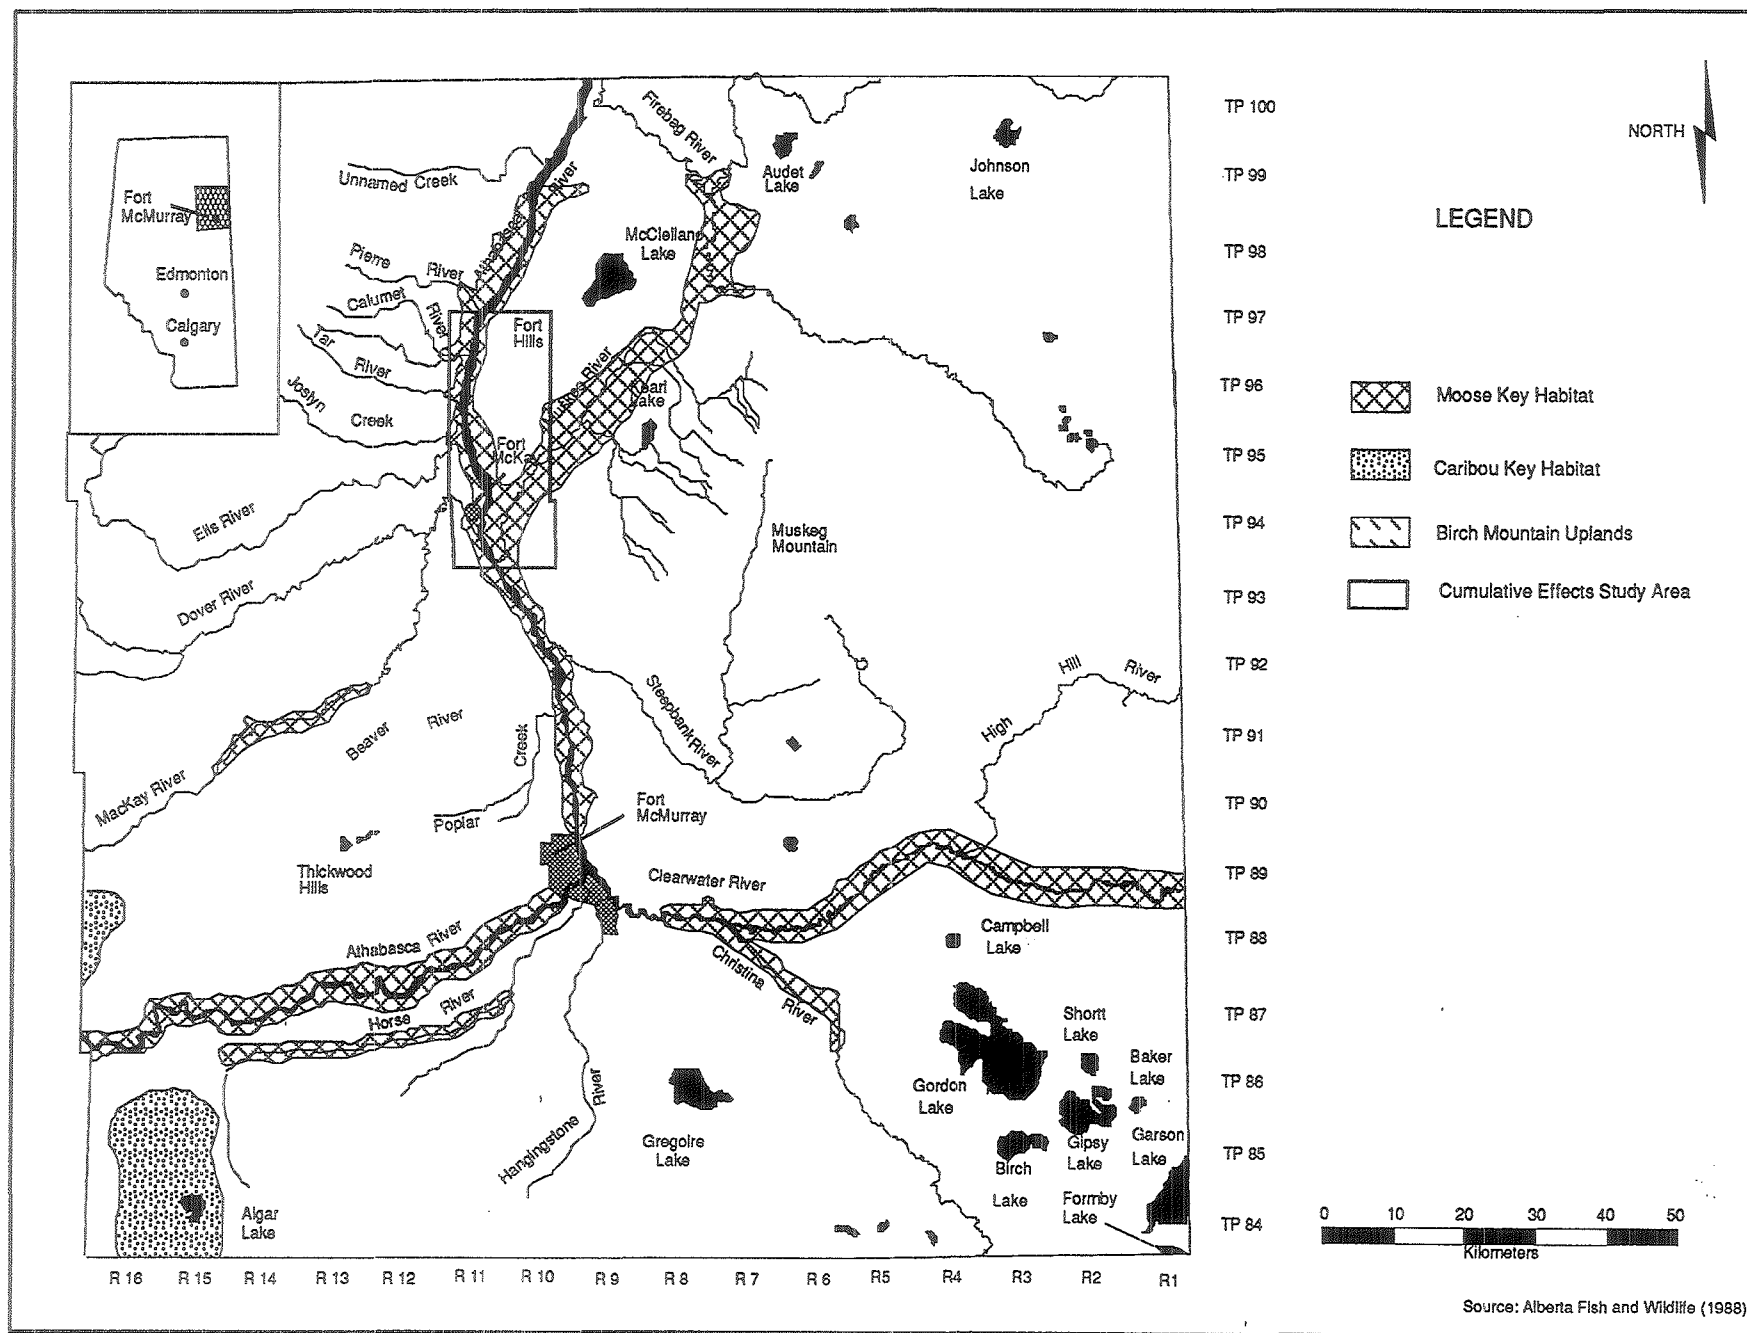 Firebag River
TP 100
NORTH
Unnamed Creek
River
Audet
Lake
Johnson
Lake
TP 99
Fort
McMurray
LEGEND
McClelland
Lake
TP 98
Pierre River
Edmonton
Calumet
River
Calgary
Fort
Hills
TP 97
Tar
River
Kearl
Lake
TP 96
Moose Key Habitat
Joslyn
Creek
Fort
McKay
TP 95
Caribou Key Habitat
Ells River
Muskeg
Mountain
TP 94
Birch Mountain Uplands
Dover River
TP 93
Cumulative Effects Study Area
Hill River
TP 92
Steepbank River
Beaver River
Creek
High
TP 91
MacKay River
Poplar
Fort
McMurray
TP 90
Thickwood
Hills
Clearwater River
TP 89
Athabasca River
Campbell
Lake
TP 88
Christina
River
Horse River
Shortt
Lake
TP 87
Baker
Lake
Gordon
Lake
TP 86
Hangingstone River
Gregoire
Lake
Birch
Lake
Gipsy
Lake
Garson
Lake
TP 85
Algar
Lake
Formby
Lake
TP 84
0 10 20 30 40 50
Kilometers
R 16 R 15 R 14 R 13 R 12 R 11 R 10 R 9 R 8 R 7 R 6 R5 R4 R3 R2 R1
Source: Alberta Fish and Wildlife (1988)